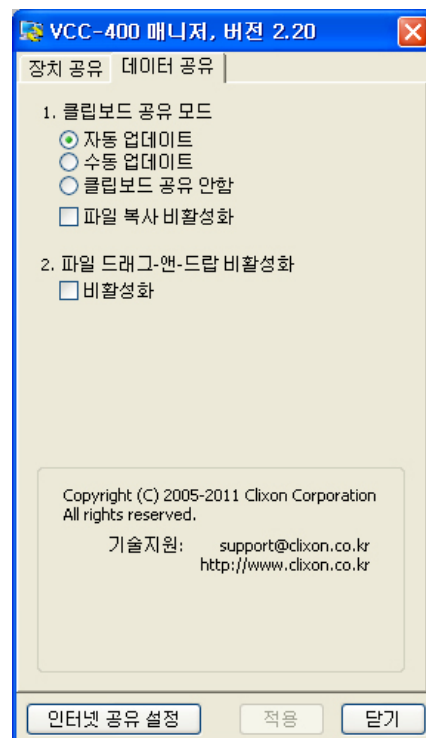 VCC-400 매니저, 버전 2.20
장치 공유 데이터 공유
1. 클립보드 공유 모드
자동 업데이트
수동 업데이트
클립보드 공유 안함
파일 복사 비활성화
2. 파일 드래그-앤-드랍 비활성화
비활성화
Copyright (C) 2005-2011 Clixon Corporation
All rights reserved.
기술지원: support@clixon.co.kr
http://www.clixon.co.kr
인터넷 공유 설정 적용 닫기